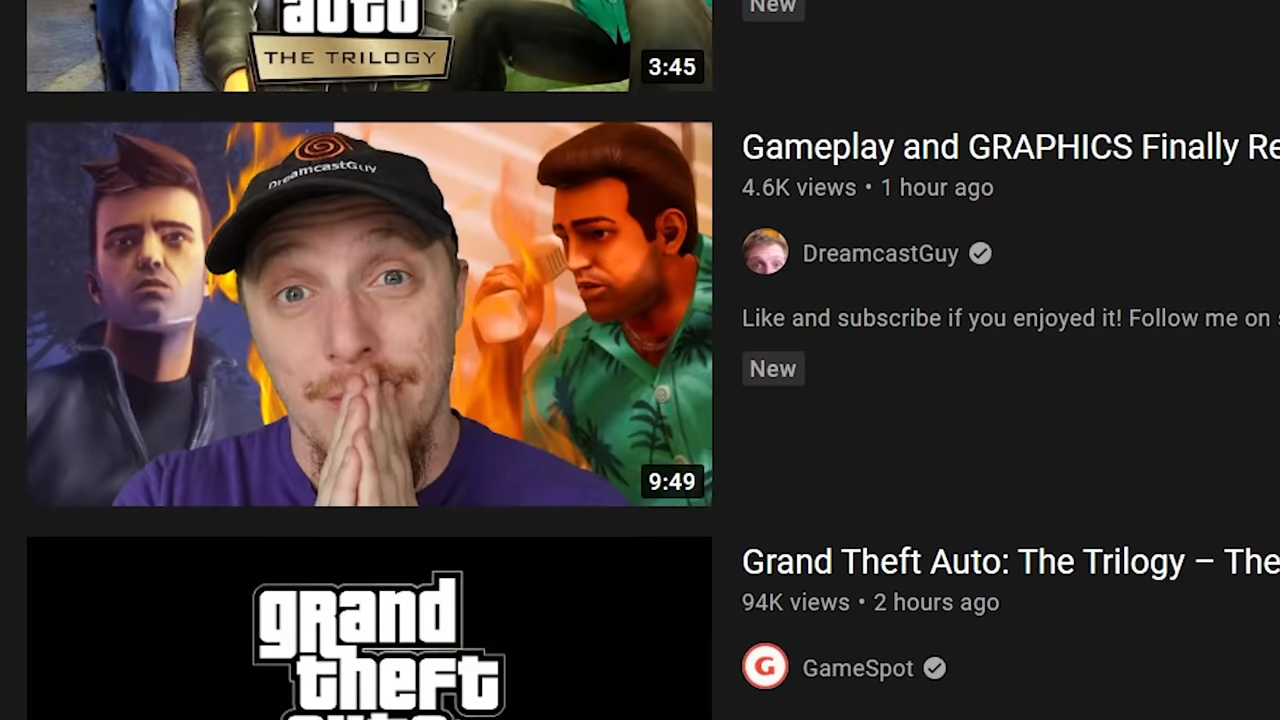 auto
THE TRILOGY
3:45
New
DreamcastGuy
9:49
Gameplay and GRAPHICS Finally Re
4.6K views • 1 hour ago
DreamcastGuy
Like and subscribe if you enjoyed it! Follow me on
New
grand
theft
auto
Grand Theft Auto: The Trilogy – The
94K views • 2 hours ago
G
GameSpot